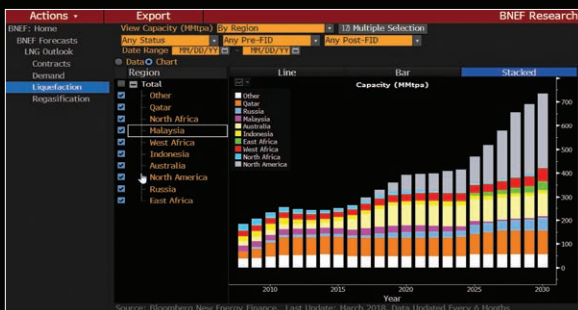 Actions Export BNEF Research
BNEF: Home View Capacity (MMtpa) By Region 12) Multiple Selection
BNEF Forecasts Any Status Any Pre-FID Any Post-FID
LNG Outlook Date Range MM/DD/YY - MM/DD/YY
Contracts Data Chart
Demand Region Line Bar Stacked
Liquefaction Total
Regasification Other
Qatar
North Africa
Malaysia
West Africa
Indonesia
Australia
North America
Russia
East Africa
Capacity (MMtpa)
Other
Qatar
Russia
Malaysia
Australia
Indonesia
East Africa
West Africa
North Africa
North America
700
600
500
400
300
200
100
0
2010 2015 2020 2025 2030
Year
Source: Bloomberg New Energy Finance. Last Update: March 2018. Data Updated Every 6 Months